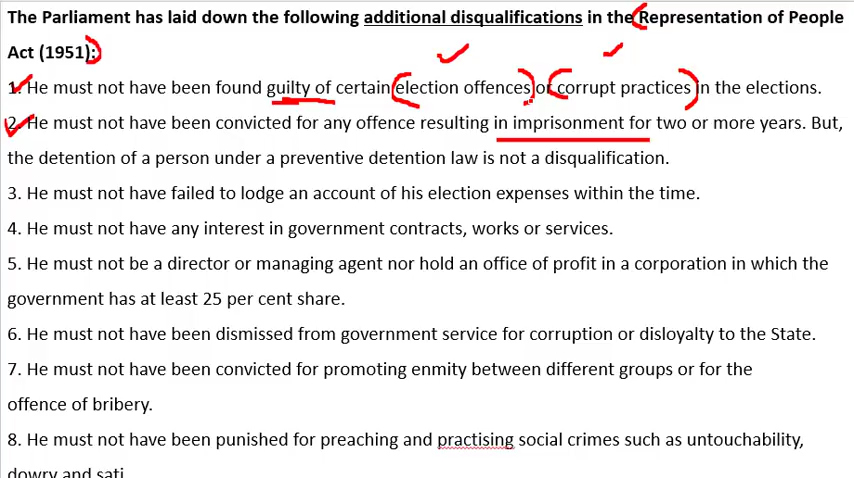 The Parliament has laid down the following additional disqualifications in the Representation of People
Act (1951):
1. He must not have been found guilty of certain election offences or corrupt practices in the elections.
2. He must not have been convicted for any offence resulting in imprisonment for two or more years. But,
the detention of a person under a preventive detention law is not a disqualification.
3. He must not have failed to lodge an account of his election expenses within the time.
4. He must not have any interest in government contracts, works or services.
5. He must not be a director or managing agent nor hold an office of profit in a corporation in which the
government has at least 25 per cent share.
6. He must not have been dismissed from government service for corruption or disloyalty to the State.
7. He must not have been convicted for promoting enmity between different groups or for the
offence of bribery.
8. He must not have been punished for preaching and practising social crimes such as untouchability,
dowry and sati